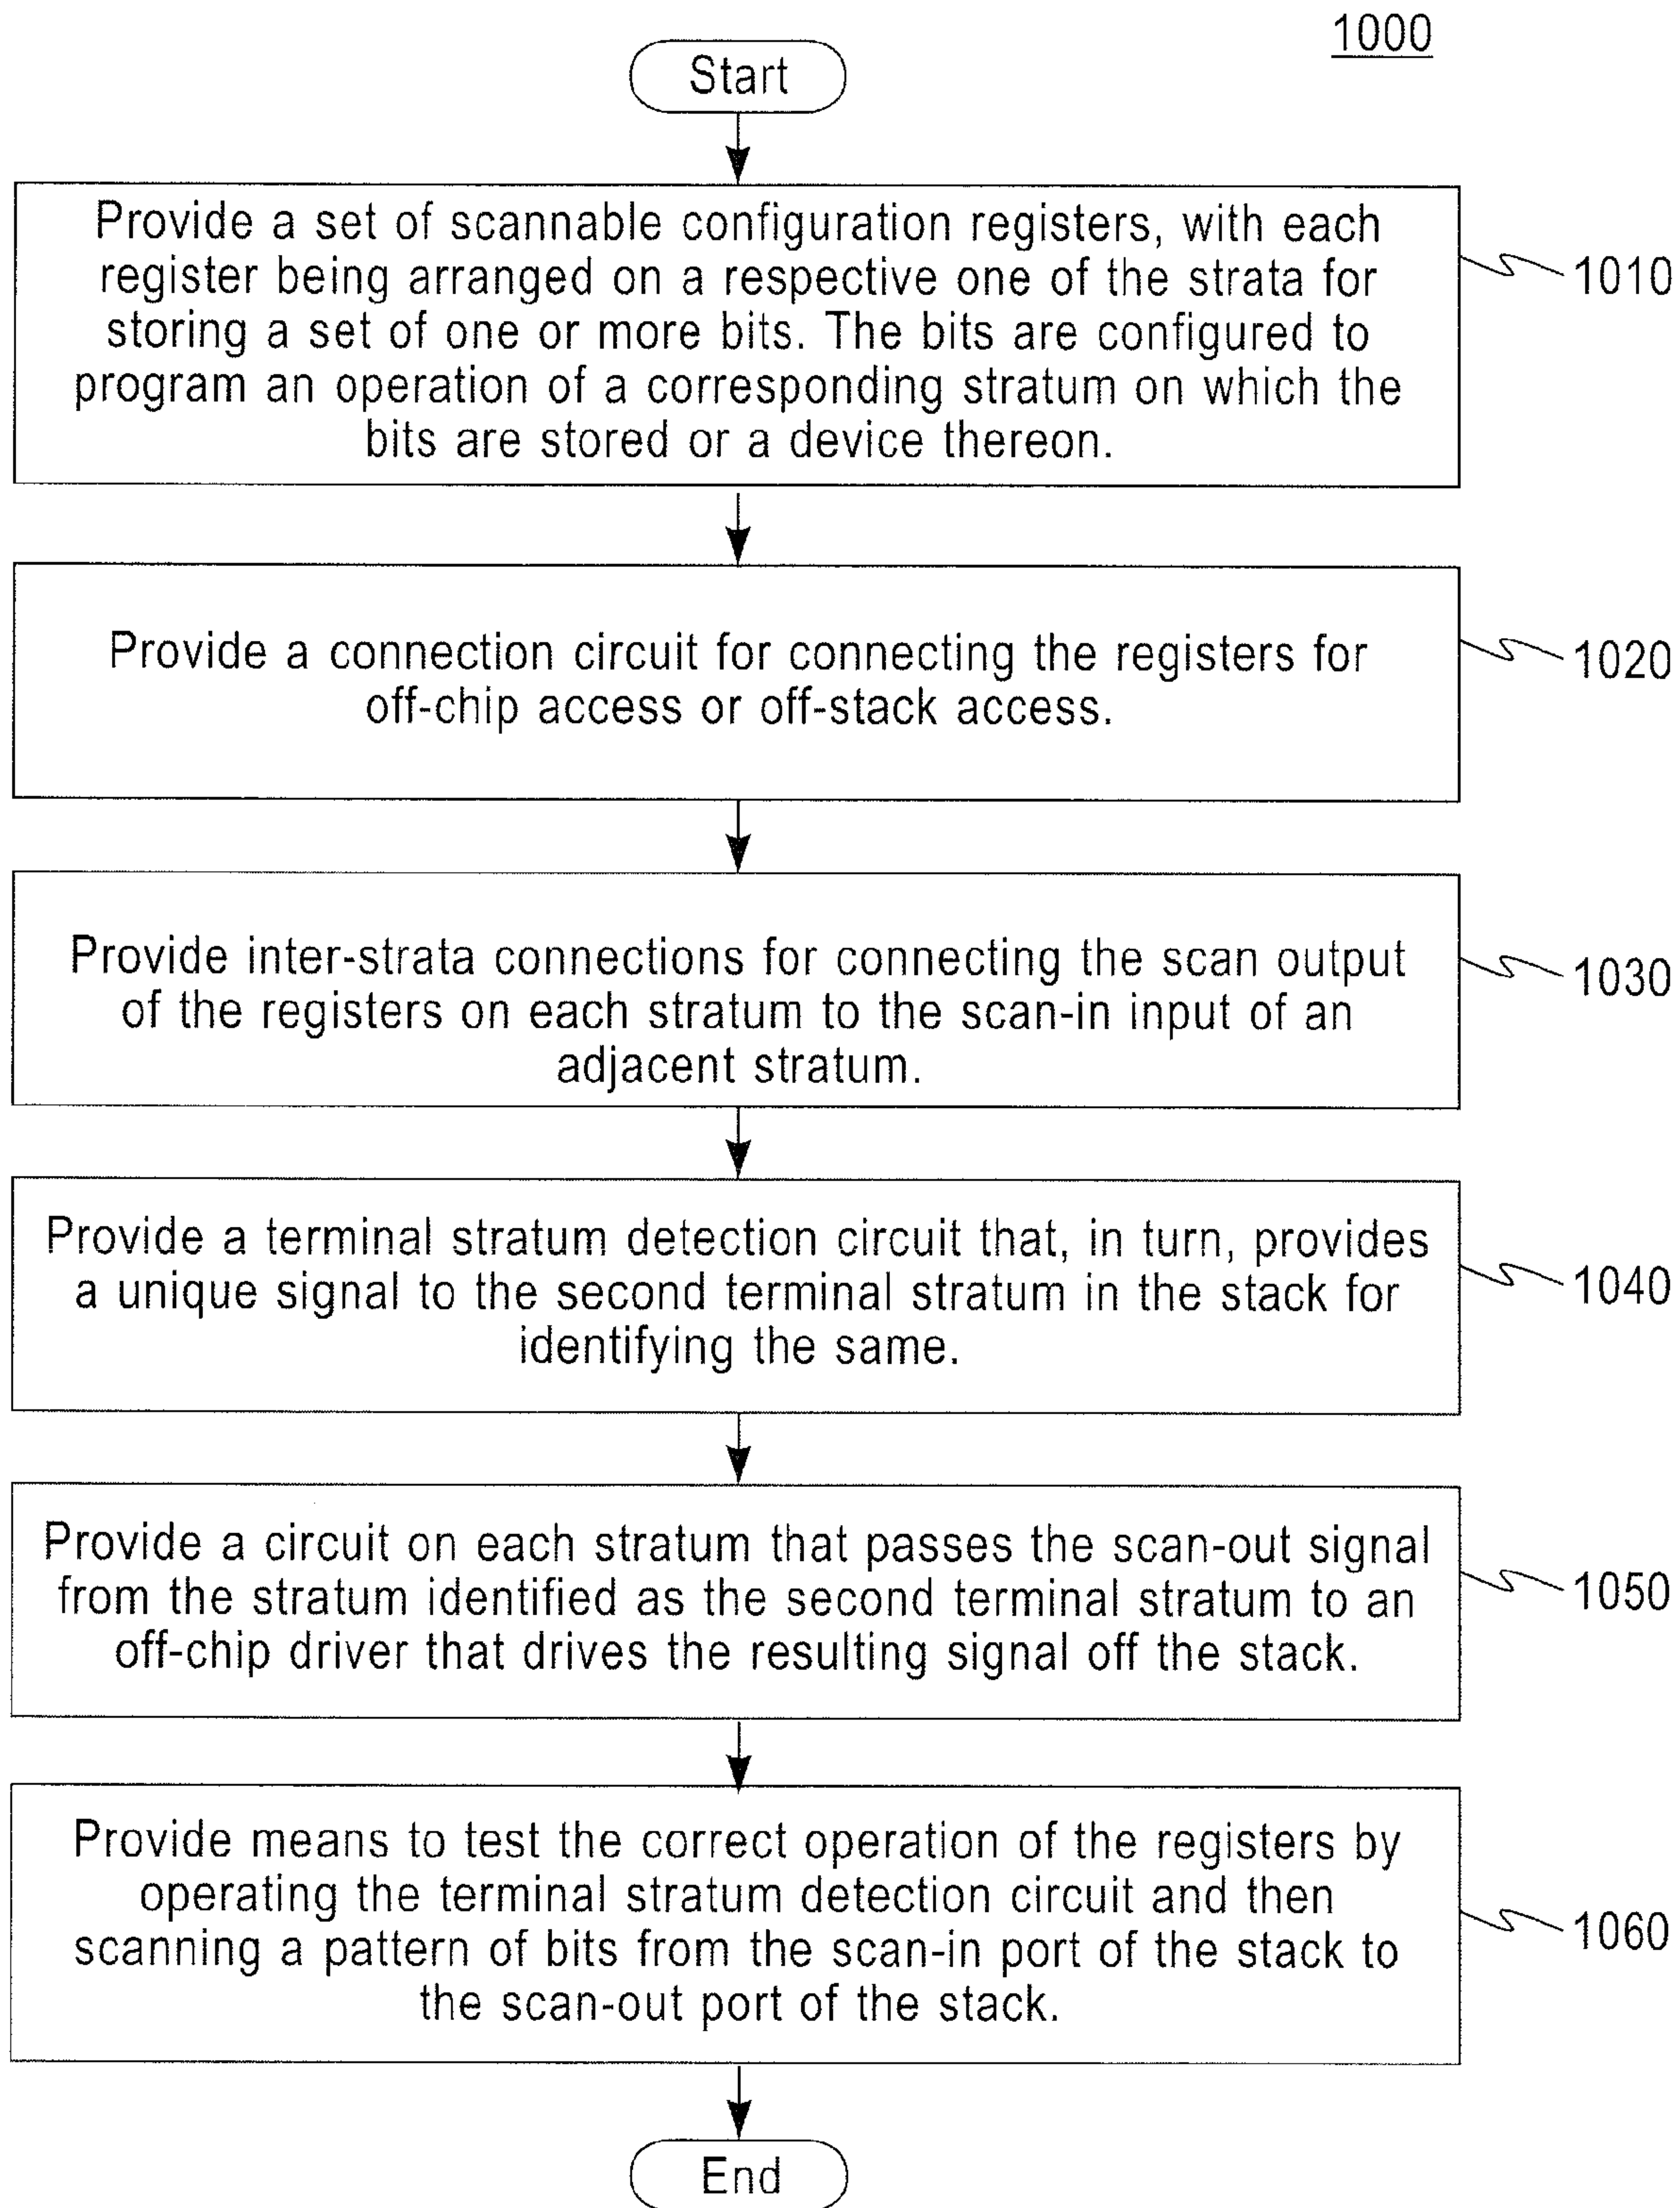 1000
Start
Provide a set of scannable configuration registers, with each
register being arranged on a respective one of the strata for
storing a set of one or more bits. The bits are configured to
program an operation of a corresponding stratum on which the
bits are stored or a device thereon.
1010
Provide a connection circuit for connecting the registers for
off-chip access or off-stack access.
1020
Provide inter-strata connections for connecting the scan output
of the registers on each stratum to the scan-in input of an
adjacent stratum.
1030
Provide a terminal stratum detection circuit that, in turn, provides
a unique signal to the second terminal stratum in the stack for
identifying the same.
1040
Provide a circuit on each stratum that passes the scan-out signal
from the stratum identified as the second terminal stratum to an
off-chip driver that drives the resulting signal off the stack.
1050
Provide means to test the correct operation of the registers by
operating the terminal stratum detection circuit and then
scanning a pattern of bits from the scan-in port of the stack to
the scan-out port of the stack.
1060
End